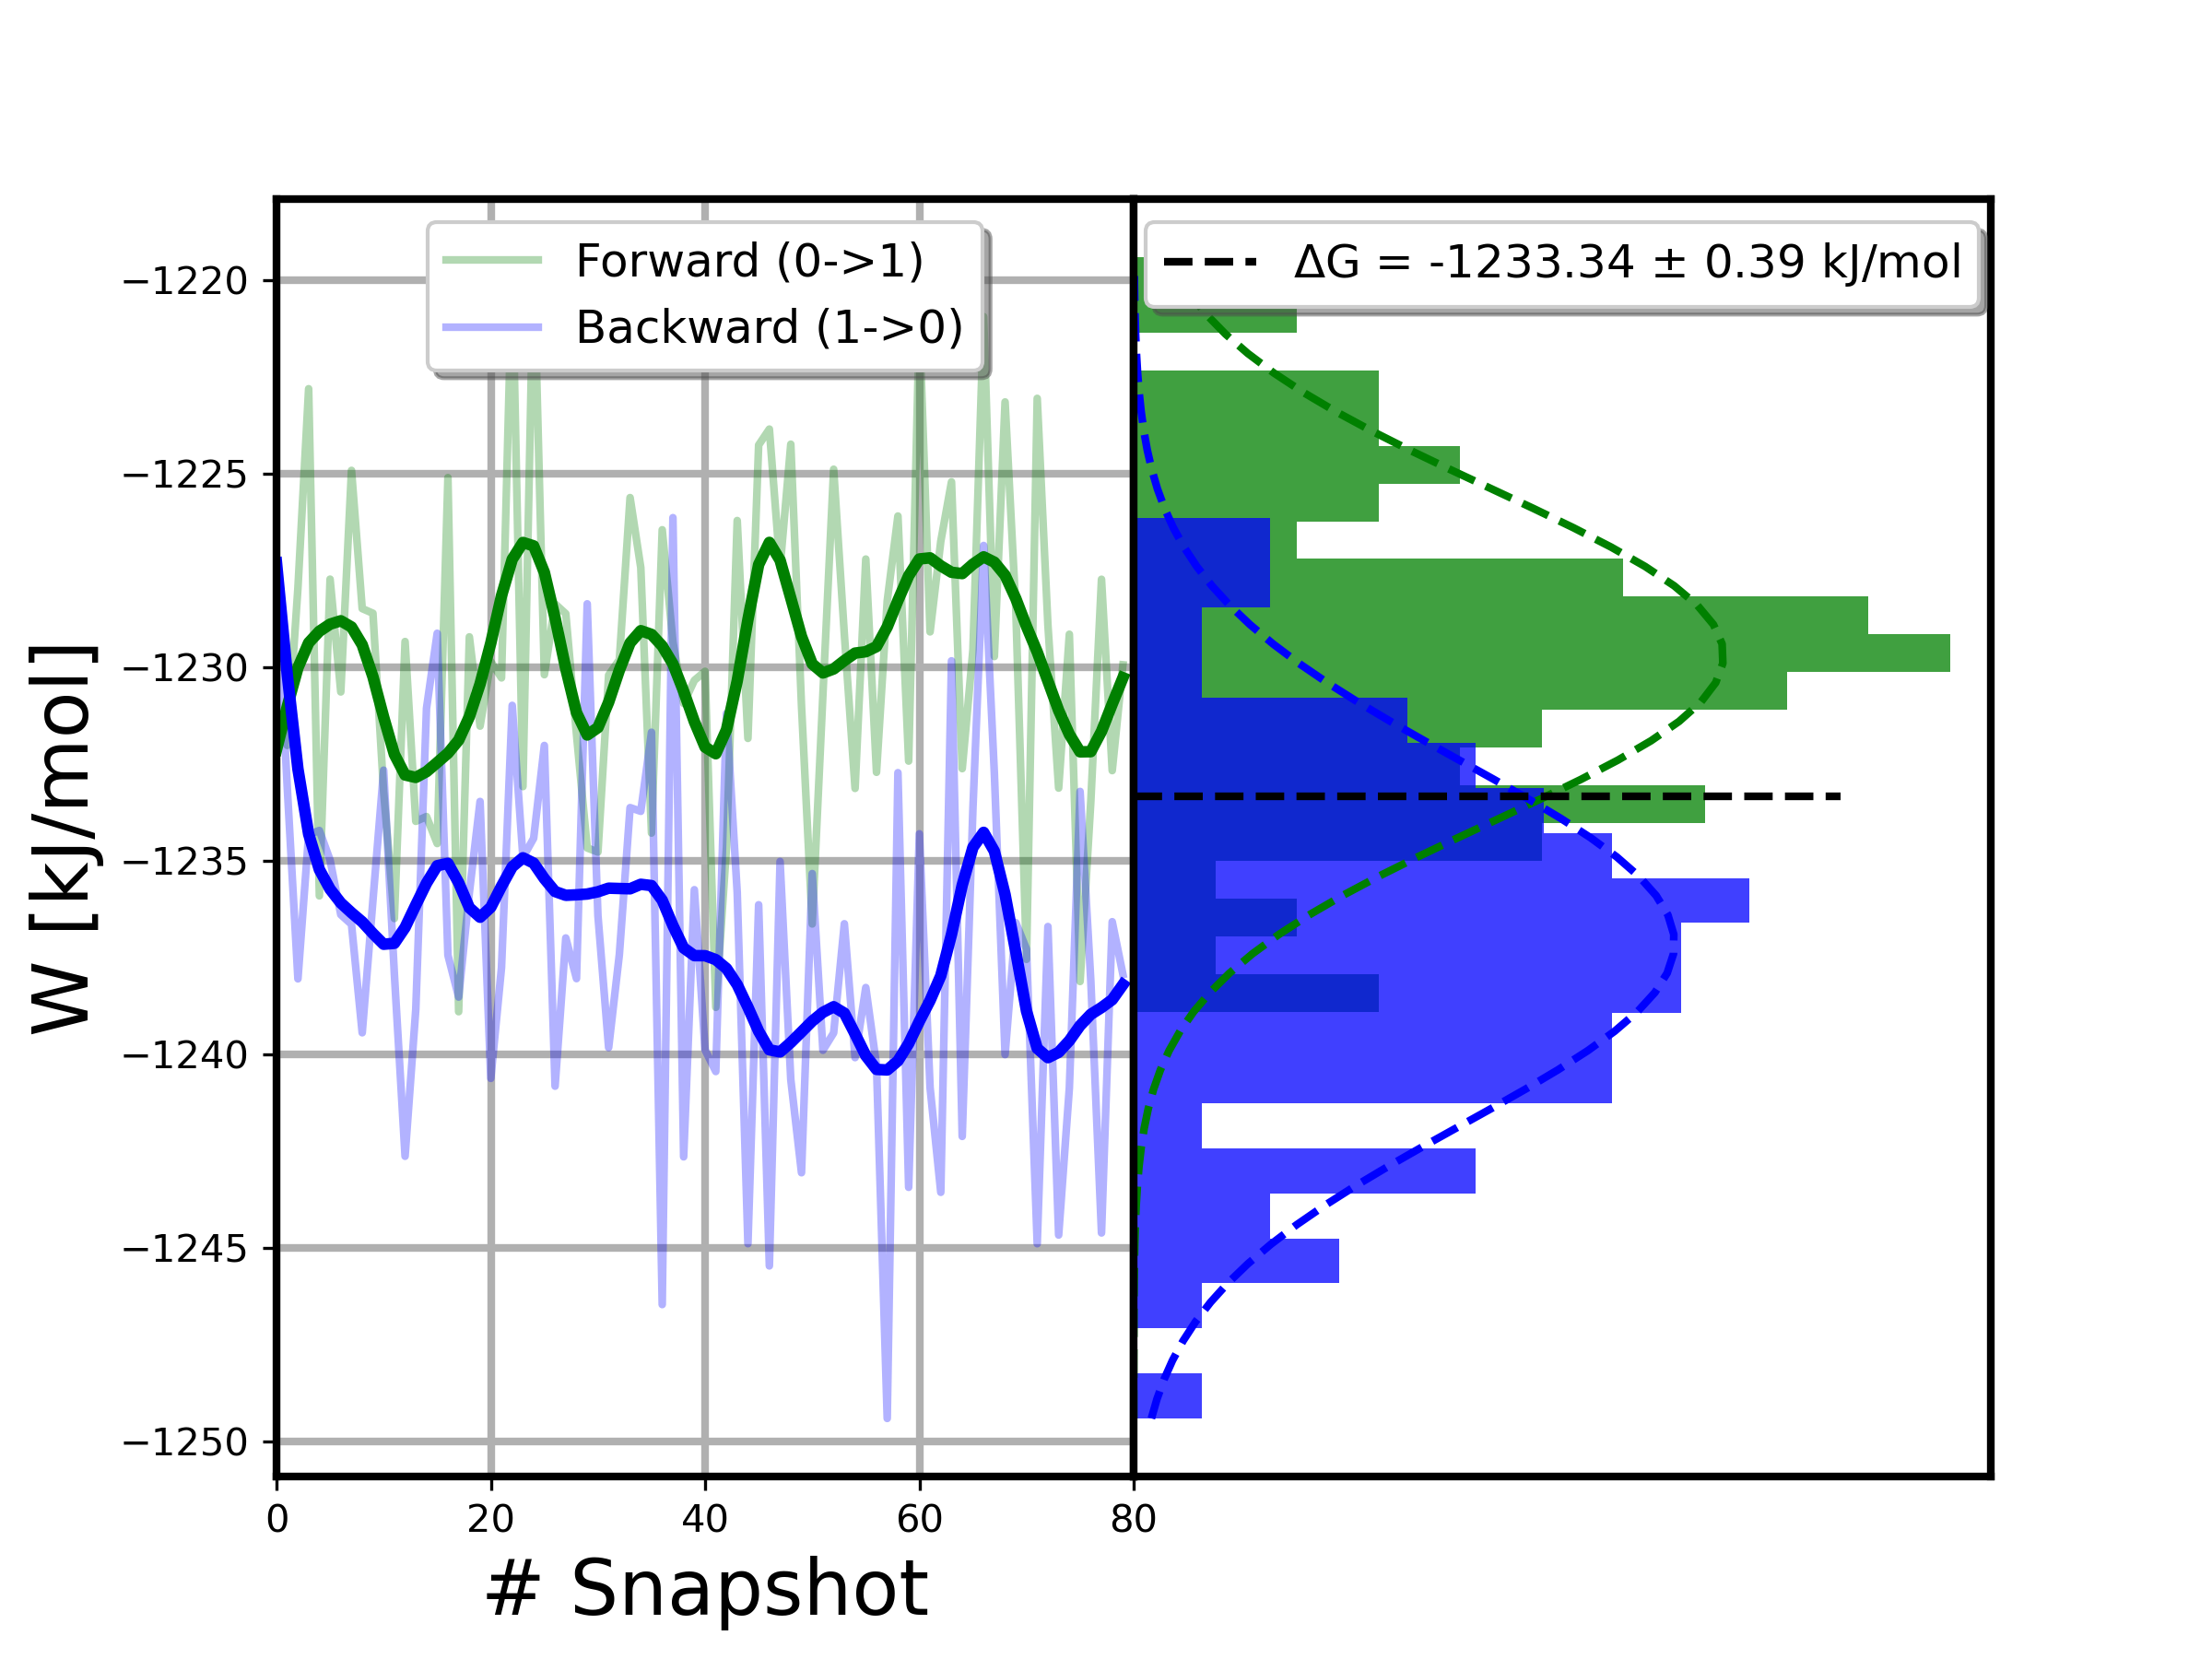 Forward (0->1)
Backward (1->0)
ΔG = -1233.34 ± 0.39 kJ/mol
W [kJ/mol]
−1220
−1225
−1230
−1235
−1240
−1245
−1250
0 20 40 60 80
# Snapshot